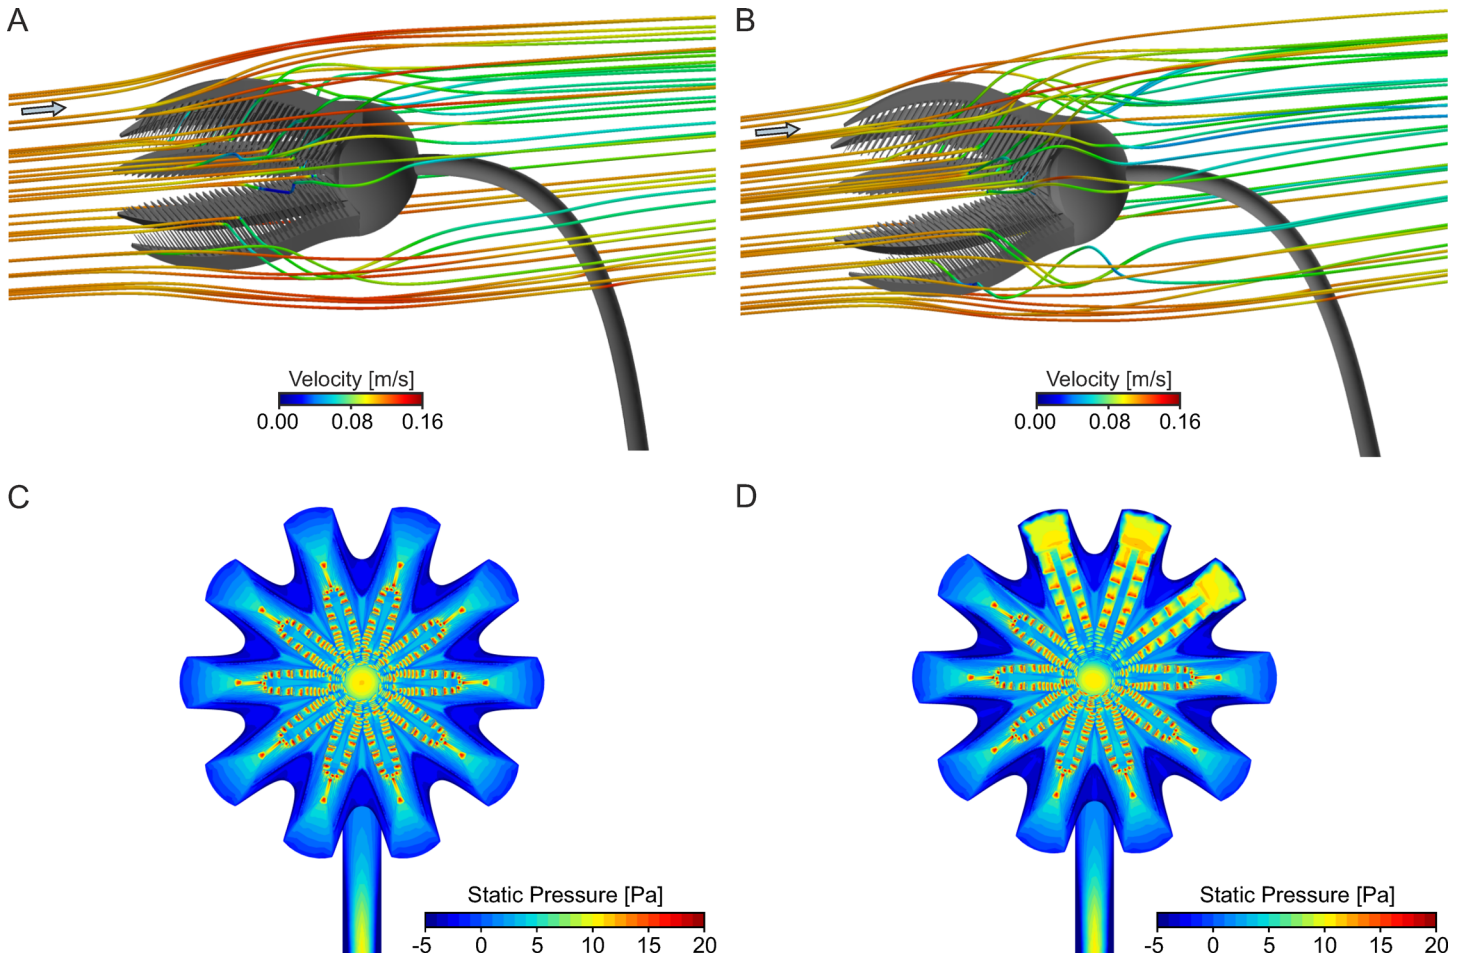 A
B
Velocity [m/s]
0.00 0.08 0.16
Velocity [m/s]
0.00 0.08 0.16
C
D
Static Pressure [Pa]
-5 0 5 10 15 20
Static Pressure [Pa]
-5 0 5 10 15 20